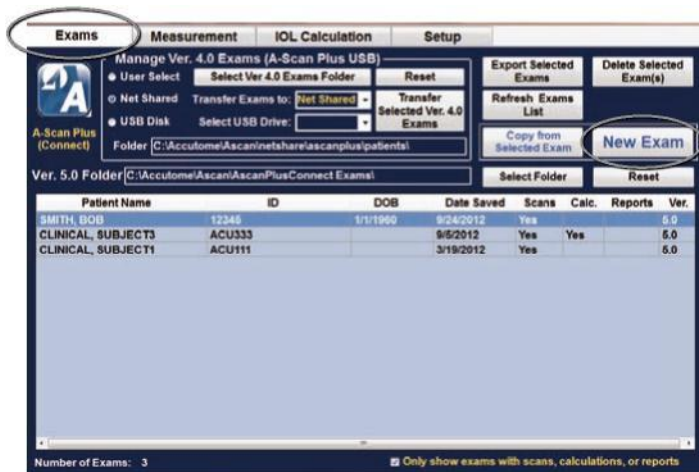 Exams Measurement IOL Calculation Setup
Manage Ver. 4.0 Exams (A-Scan Plus USB)
User Select Select Ver 4.0 Exams Folder Reset
Net Shared Transfer Exams to: Net Shared Transfer Selected Ver. 4.0 Exams
USB Disk Select USB Drive:
Folder C:\Accutome\Ascan\netshare\ascanplus\patients\
A
A-Scan Plus
(Connect)
Export Selected Exams
Delete Selected Exam(s)
Refresh Exams List
Copy from Selected Exam
New Exam
Ver. 5.0 Folder C:\Accutome\Ascan\AscanPlusConnect Exams\ Select Folder Reset
Patient Name ID DOB Date Saved Scans Calc. Reports Ver.
SMITH, BOB 12345 1/1/1960 9/24/2012 Yes 5.0
CLINICAL, SUBJECT3 ACU333 9/5/2012 Yes Yes 5.0
CLINICAL, SUBJECT1 ACU111 3/19/2012 Yes 5.0
Number of Exams: 3 Only show exams with scans, calculations, or reports